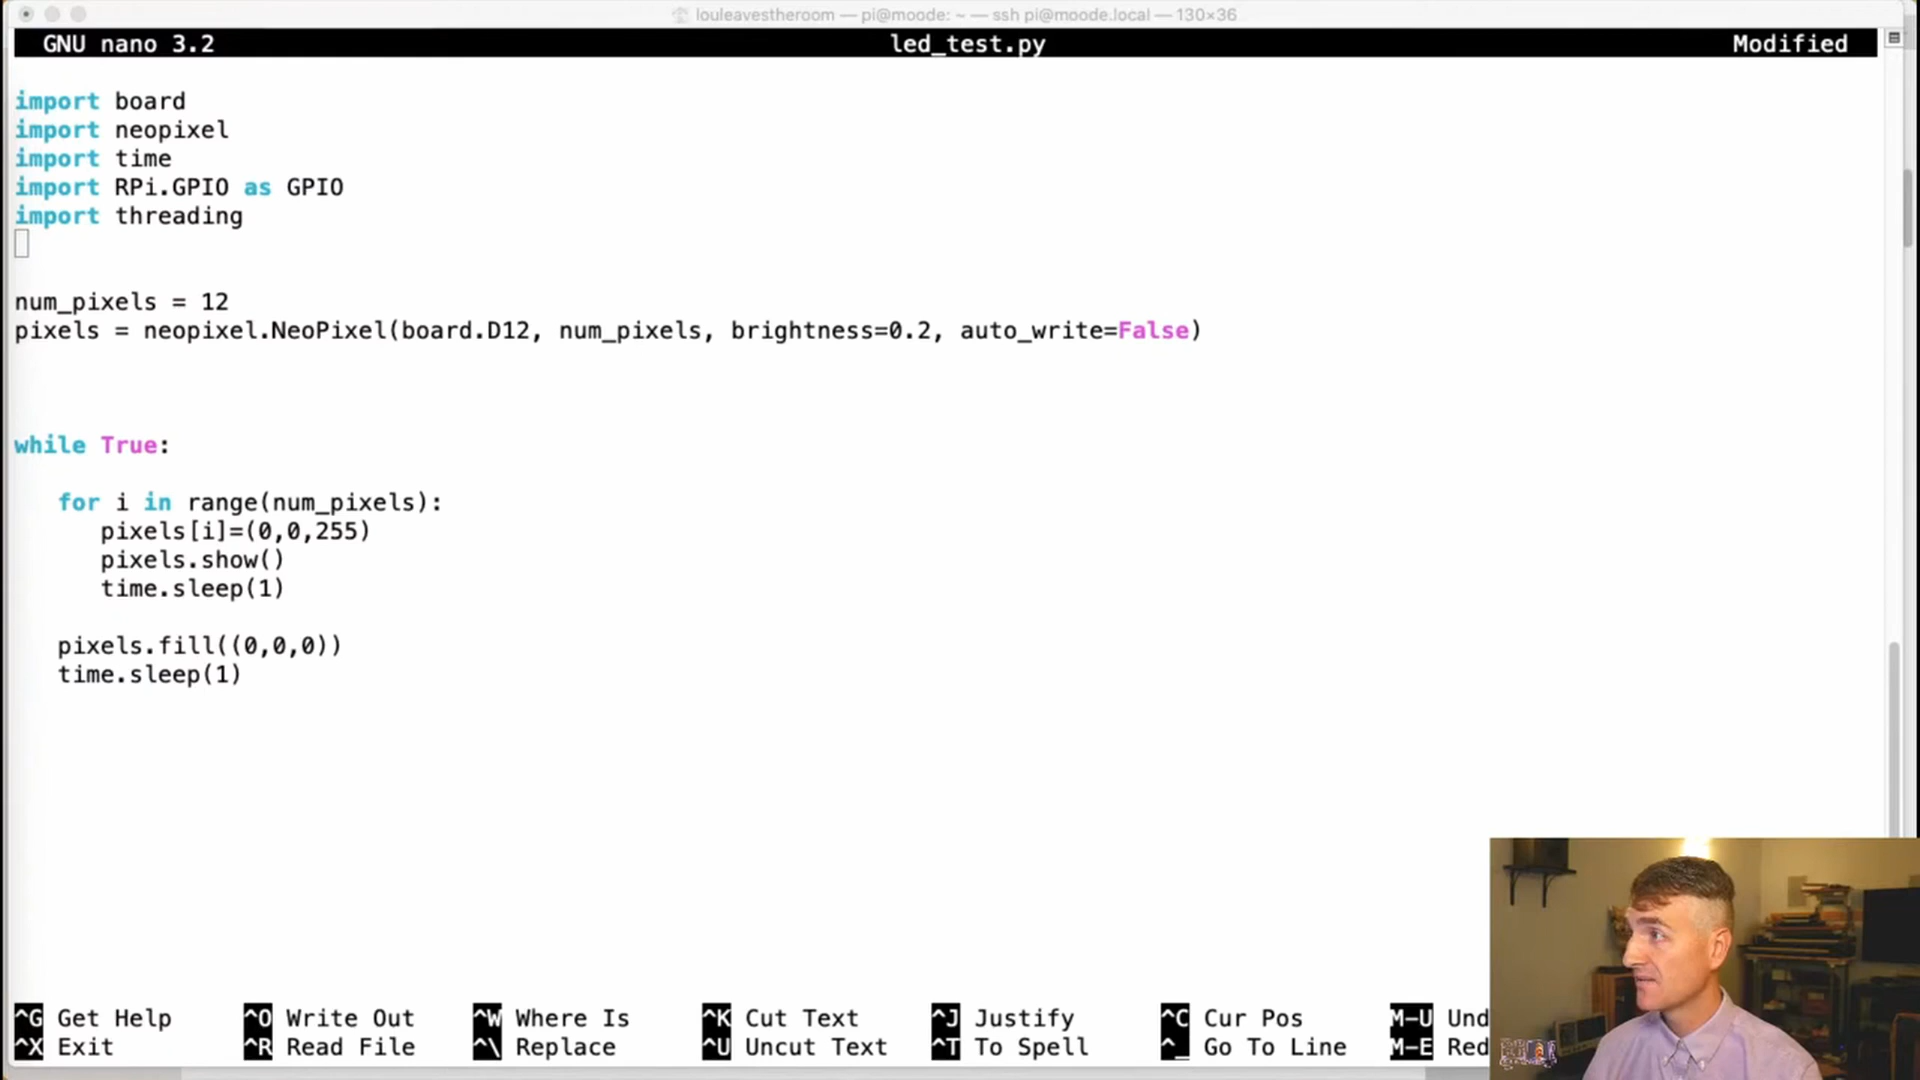 louleavestheroom — pi@moode: ~ — ssh pi@moode.local — 130×36
GNU nano 3.2 led_test.py Modified
import board
import neopixel
import time
import RPi.GPIO as GPIO
import threading
num_pixels = 12
pixels = neopixel.NeoPixel(board.D12, num_pixels, brightness=0.2, auto_write=False)
while True:
for i in range(num_pixels):
pixels[i]=(0,0,255)
pixels.show()
time.sleep(1)
pixels.fill((0,0,0))
time.sleep(1)
^G Get Help ^O Write Out ^W Where Is ^K Cut Text ^J Justify ^C Cur Pos M-U Und
^X Exit ^R Read File ^\ Replace ^U Uncut Text ^T To Spell ^_ Go To Line M-E Red